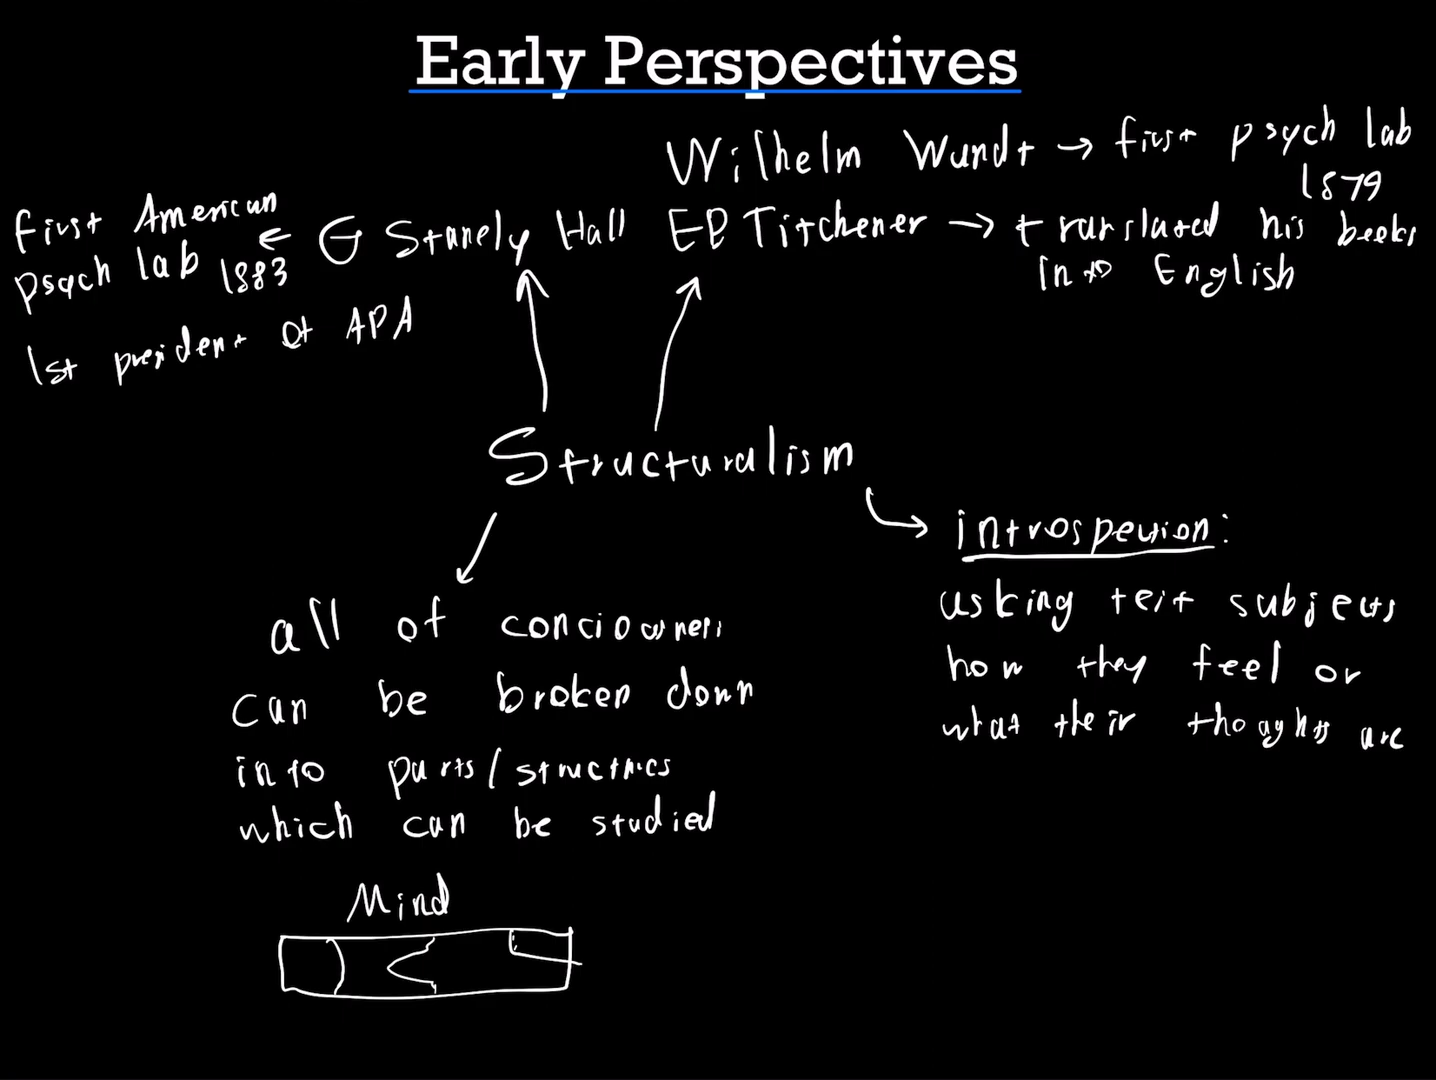 Early Perspectives
Wilhelm Wundt → first psych lab
1879
first American
psych lab 1883 ← G Stanely Hall
1st president of APA
EB Titchener → translated his books
into English
Structuralism
all of conciousness
can be broken down
into parts/structures
which can be studied
Mind
introspection:
asking test subjects
how they feel or
what their thoughts are